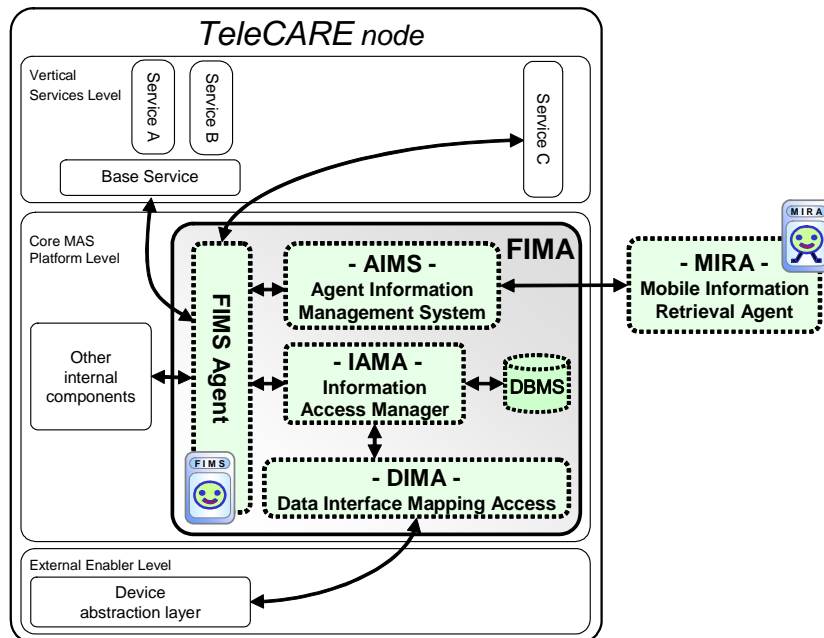 TeleCARE node
Vertical
Services Level
Service A
Service B
Service C
Base Service
Core MAS
Platform Level
FIMA
FIMS Agent
- AIMS -
Agent Information
Management System
MIRA
- MIRA -
Mobile Information
Retrieval Agent
Other
internal
components
- IAMA -
Information
Access Manager
DBMS
FIMS
- DIMA -
Data Interface Mapping Access
External Enabler Level
Device
abstraction layer